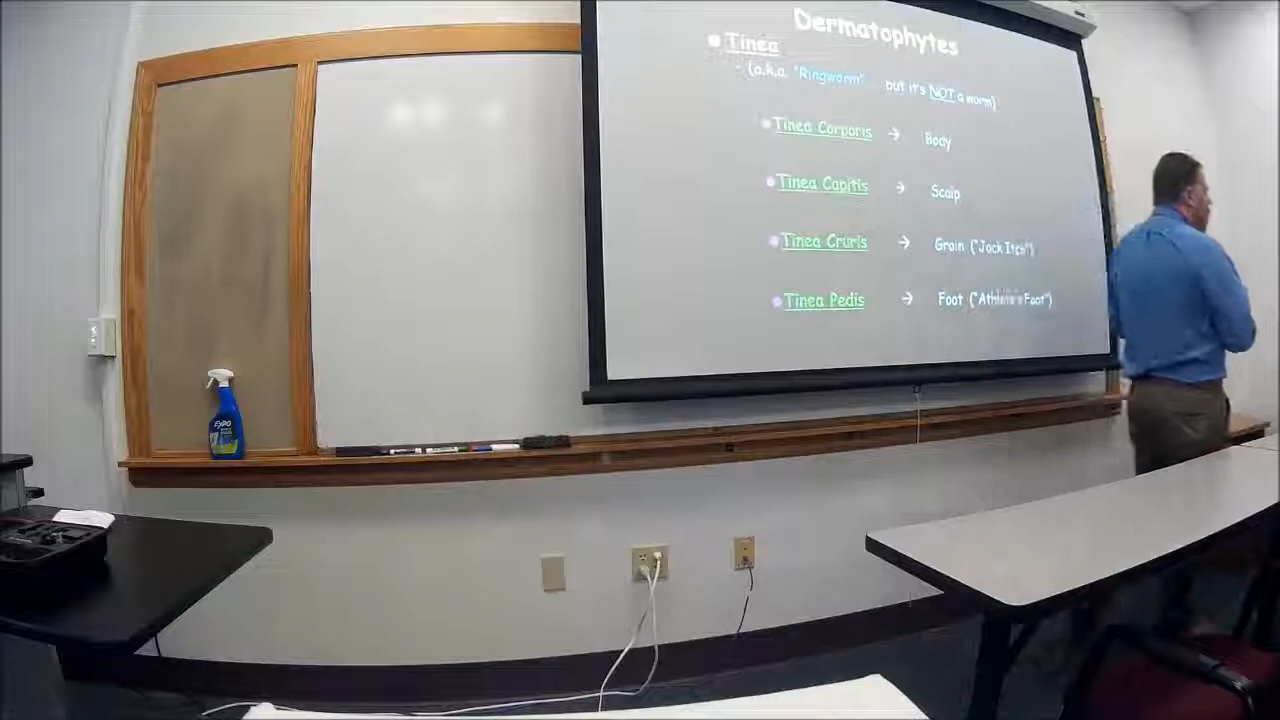 Dermatophytes
Tinea
- (a.k.a. "Ringworm" but it's NOT a worm)
Tinea Corporis → Body
Tinea Capitis → Scalp
Tinea Cruris → Groin ("Jock Itch")
Tinea Pedis → Foot ("Athlete's Foot")
EXPO